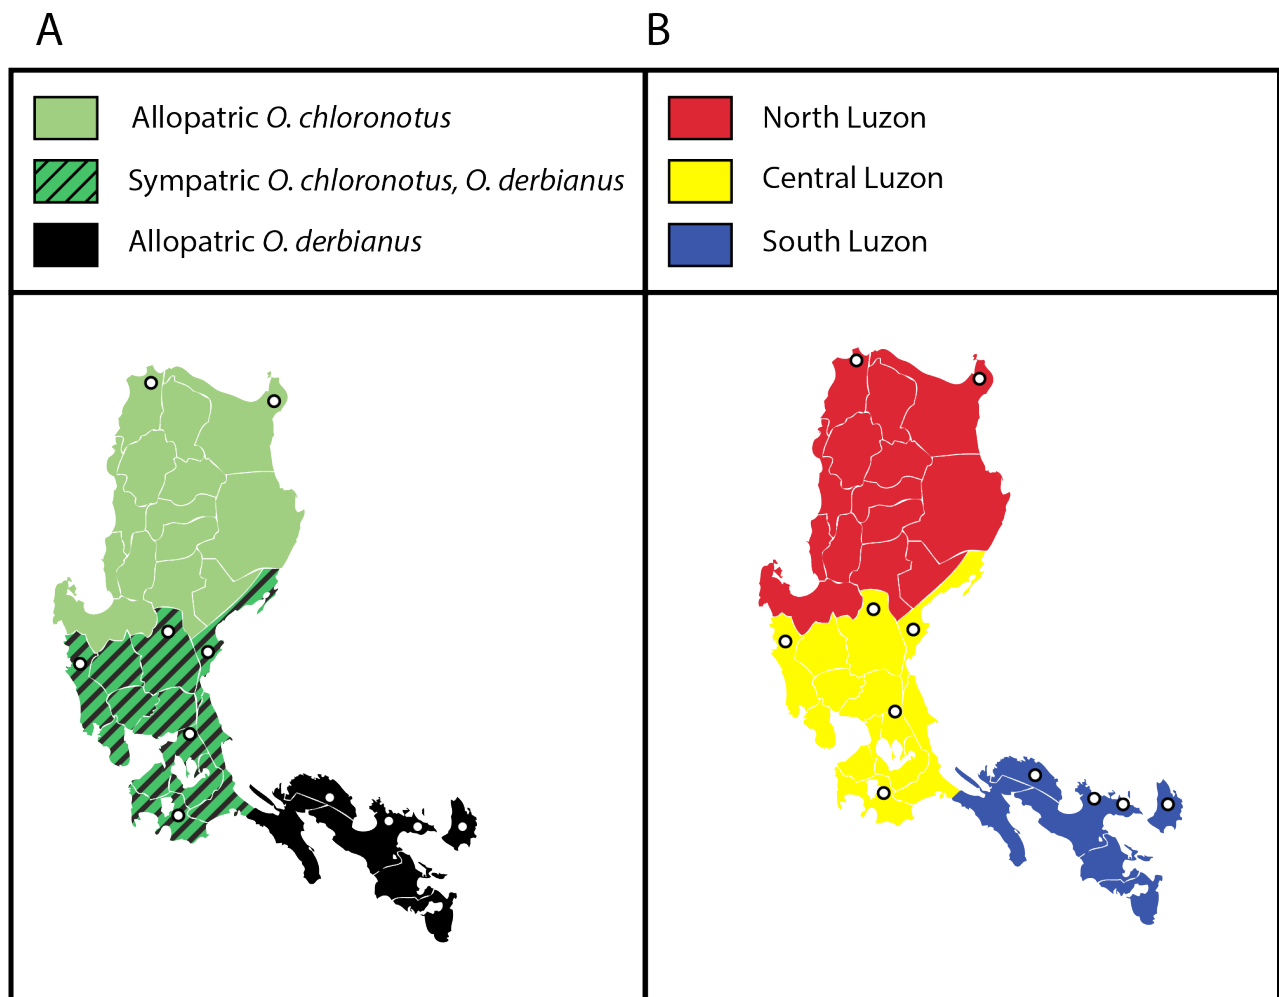 A
B
Allopatric O. chloronotus
Sympatric O. chloronotus, O. derbianus
Allopatric O. derbianus
North Luzon
Central Luzon
South Luzon